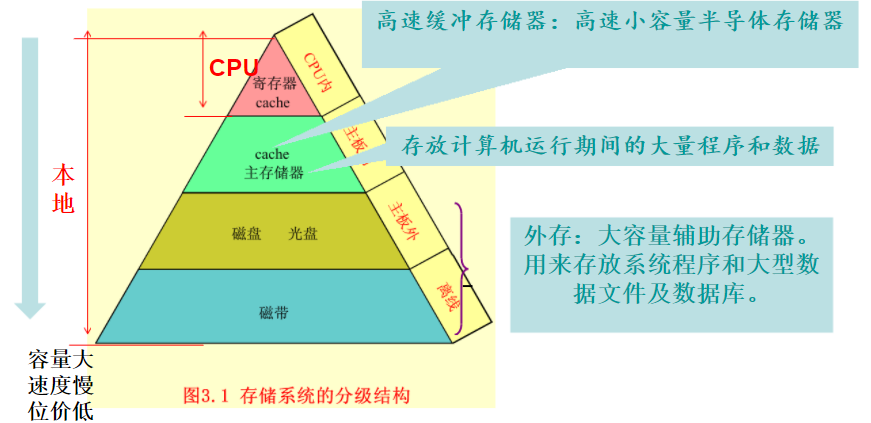 高速缓冲存储器：高速小容量半导体存储器
CPU
CPU内
寄存器
cache
主板
cache
主存储器
存放计算机运行期间的大量程序和数据
本地
主板外
磁盘 光盘
外存：大容量辅助存储器。
用来存放系统程序和大型数
据文件及数据库。
离线
磁带
容量大
速度慢
位价低
图3.1 存储系统的分级结构